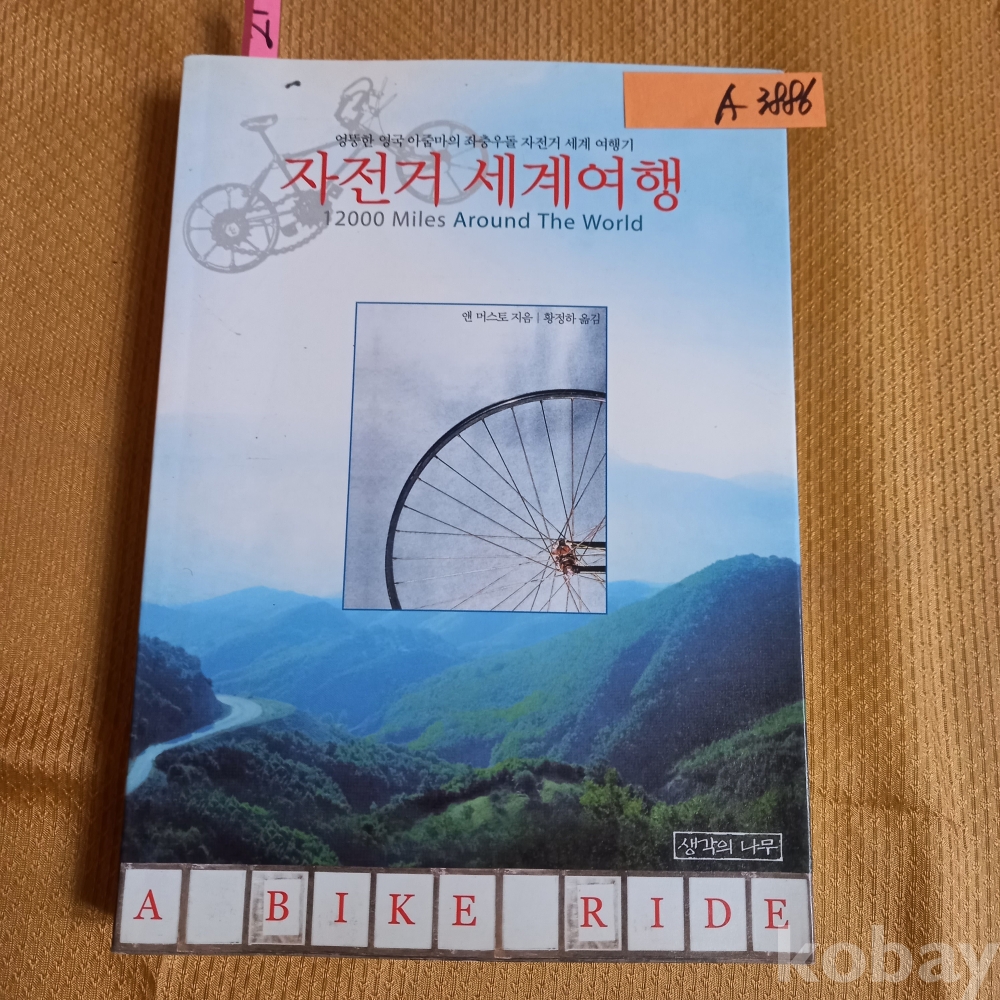 기
A 3886
엉뚱한 영국 아줌마의 좌충우돌 자전거 세계 여행기
자전거 세계여행
12000 Miles Around The World
앤 머스토 지음 | 황정하 옮김
생각의 나무
A BIKE RIDE
kobay